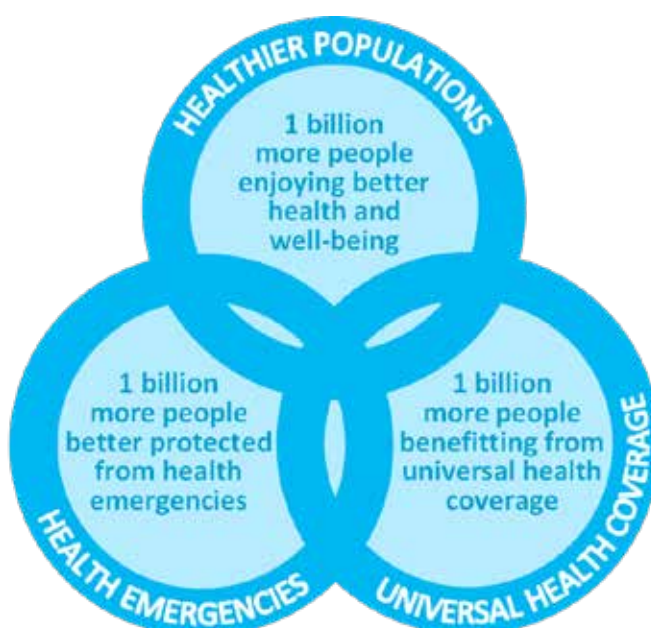 HEALTHIER POPULATIONS
1 billion
more people
enjoying better
health and
well-being
1 billion
more people
better protected
from health
emergencies
HEALTH EMERGENCIES
1 billion
more people
benefitting from
universal health
coverage
UNIVERSAL HEALTH COVERAGE